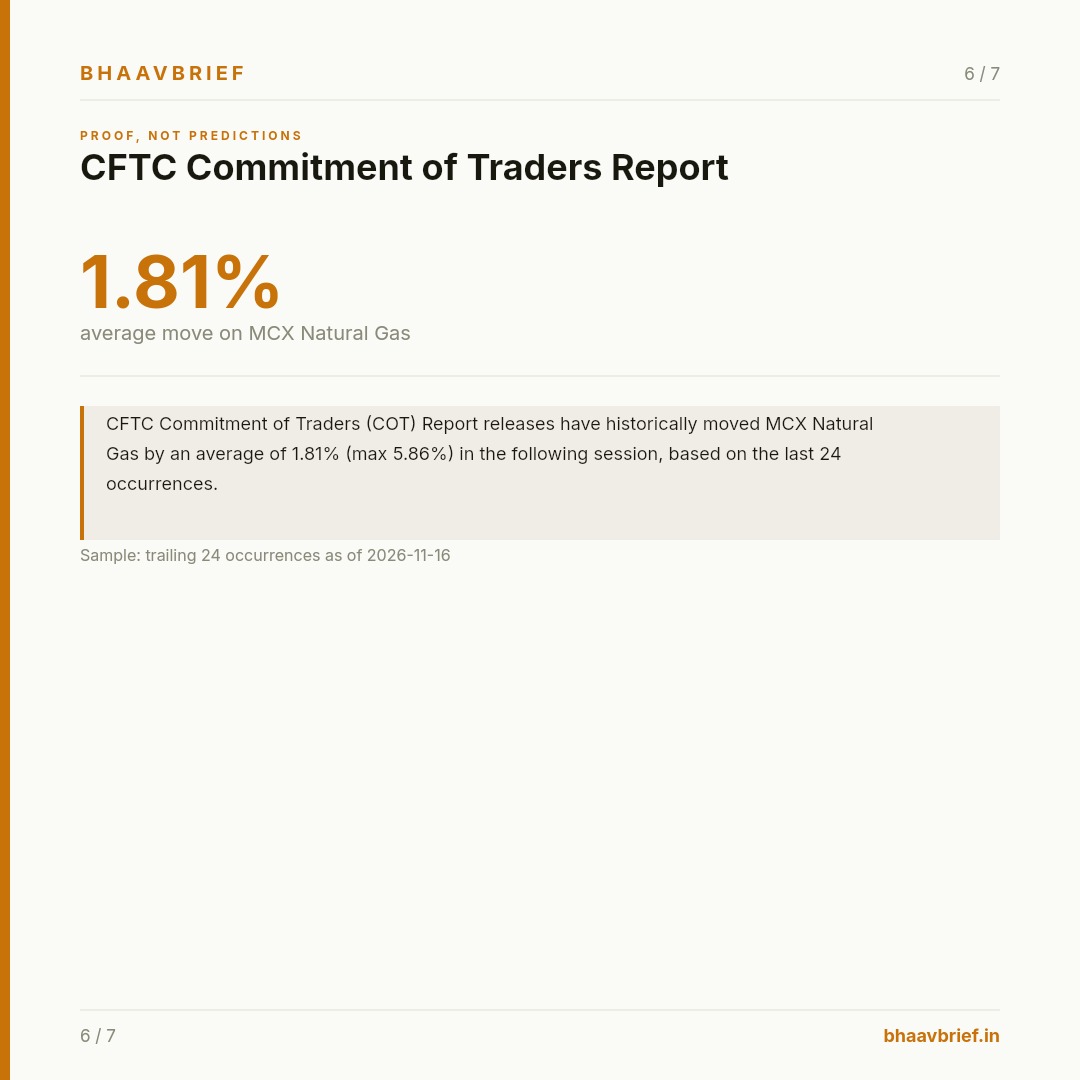 BHAAVBRIEF
6 / 7
PROOF, NOT PREDICTIONS
CFTC Commitment of Traders Report
1.81%
average move on MCX Natural Gas
CFTC Commitment of Traders (COT) Report releases have historically moved MCX Natural
Gas by an average of 1.81% (max 5.86%) in the following session, based on the last 24
occurrences.
Sample: trailing 24 occurrences as of 2026-11-16
6 / 7
bhaavbrief.in